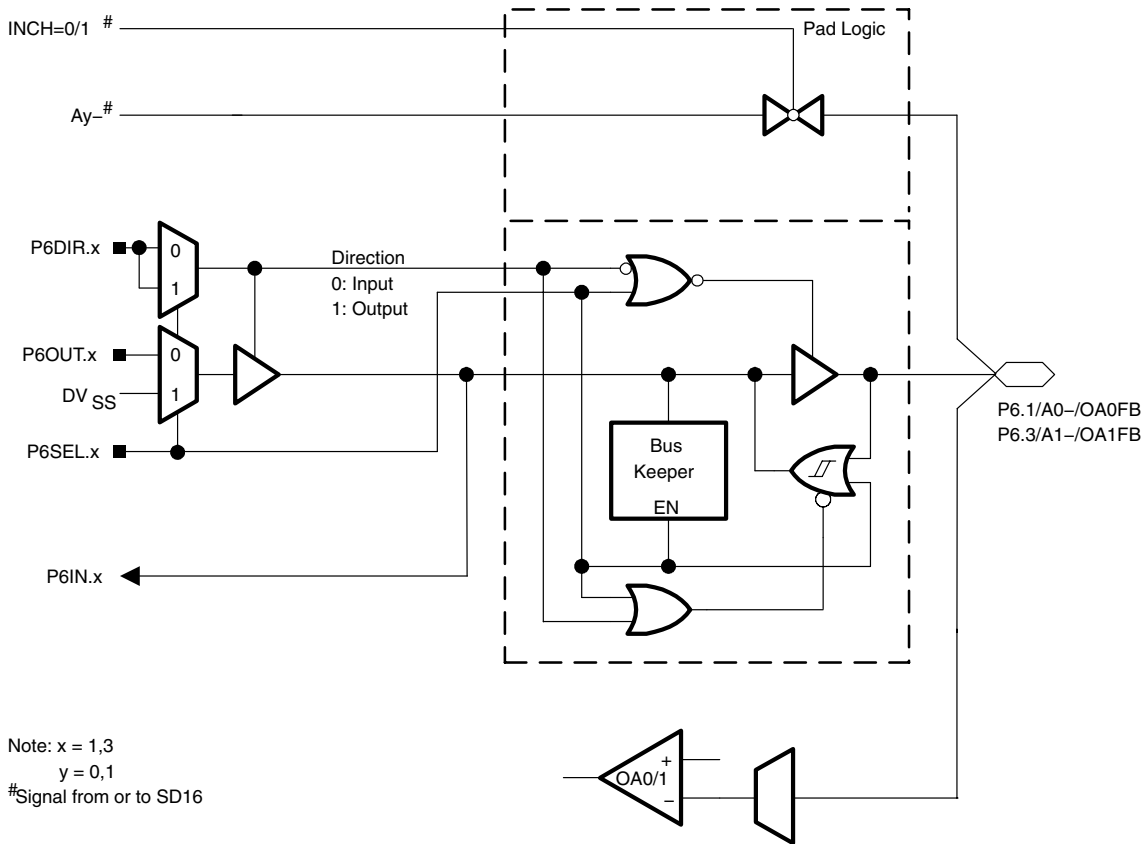 INCH=0/1 #
Pad Logic
Ay–#
P6DIR.x
0
1
Direction
0: Input
1: Output
P6OUT.x
0
DVSS
1
P6SEL.x
Bus
Keeper
EN
P6.1/A0–/OA0FB
P6.3/A1–/OA1FB
P6IN.x
Note: x = 1,3
y = 0,1
#Signal from or to SD16
+
OA0/1
–